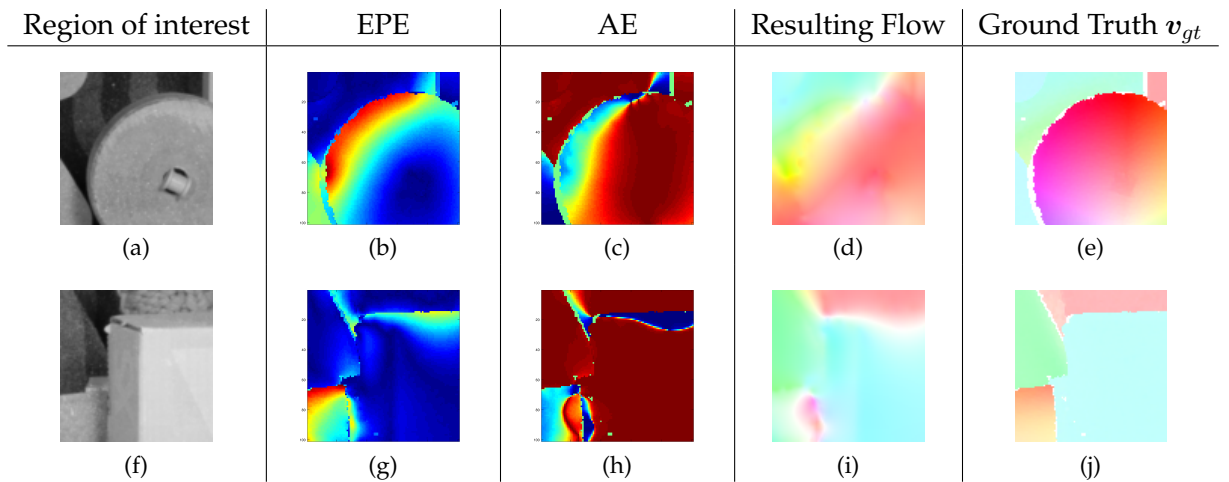 Region of interest EPE AE Resulting Flow Ground Truth v_gt
(a) (b) (c) (d) (e)
(f) (g) (h) (i) (j)